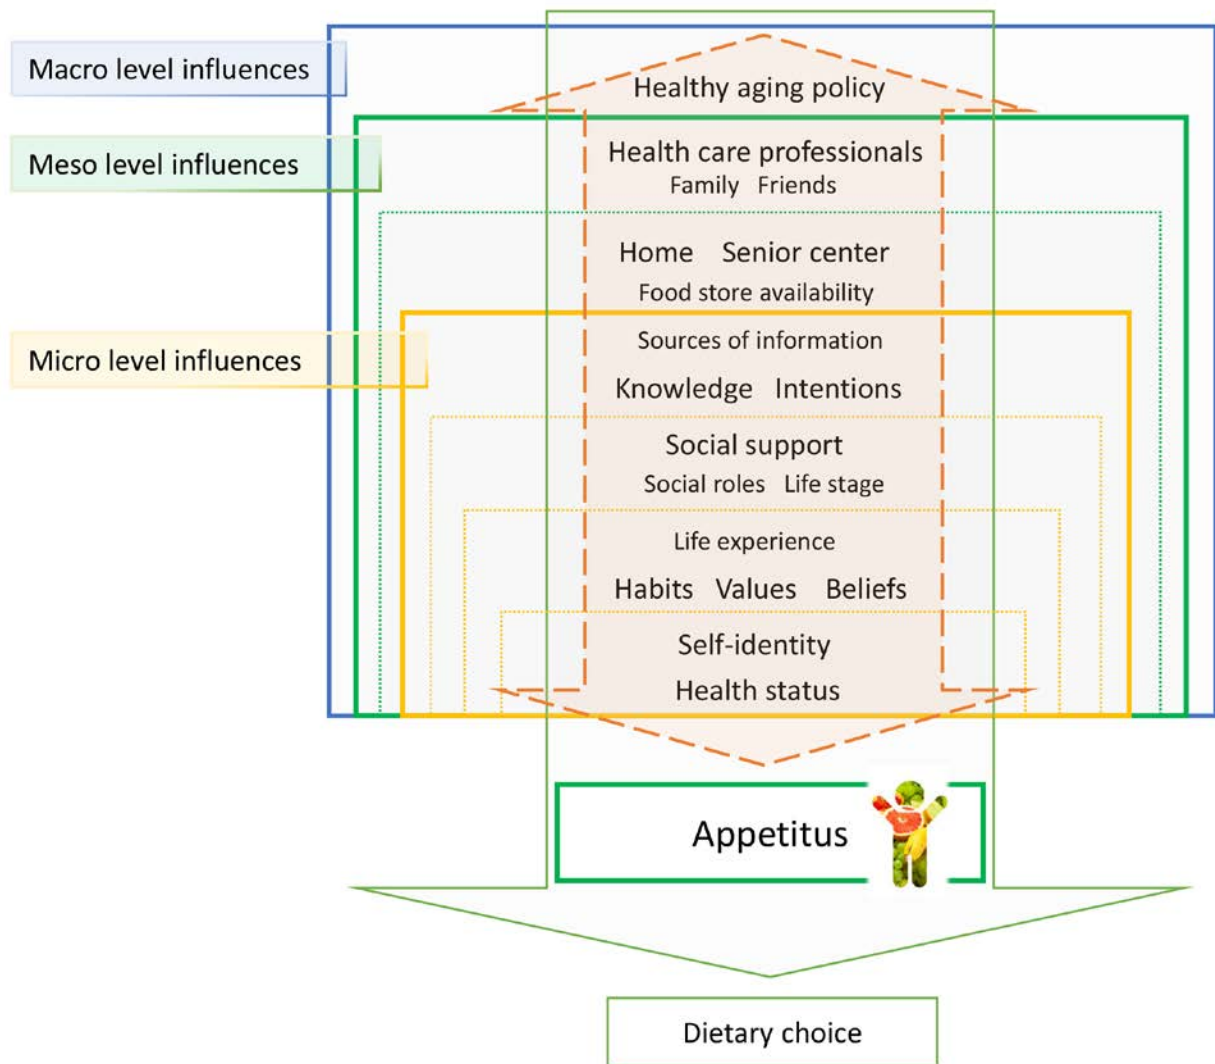 Macro level influences
Healthy aging policy
Meso level influences
Health care professionals
Family Friends
Home Senior center
Food store availability
Micro level influences
Sources of information
Knowledge Intentions
Social support
Social roles Life stage
Life experience
Habits Values Beliefs
Self-identity
Health status
Appetitus
Dietary choice